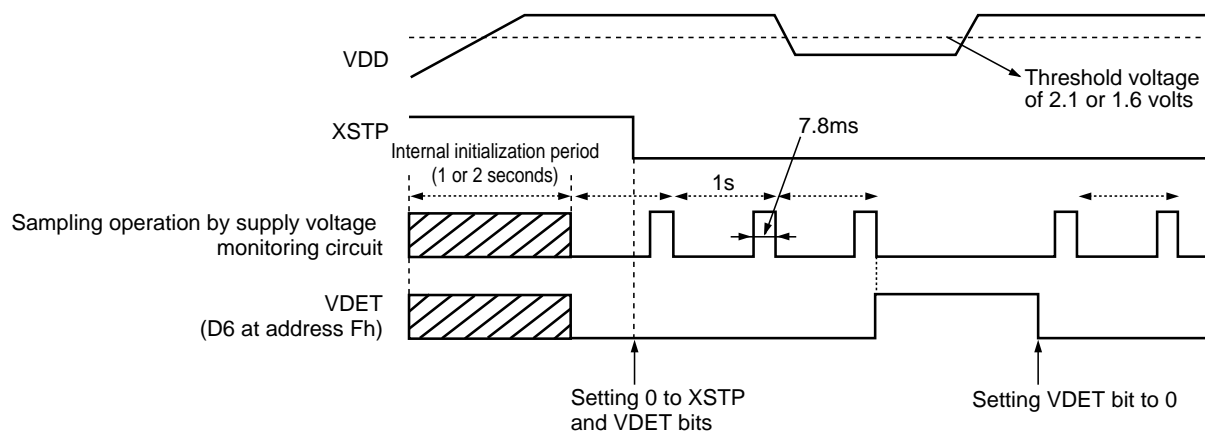 VDD
Threshold voltage
of 2.1 or 1.6 volts
XSTP
7.8ms
Internal initialization period
(1 or 2 seconds)
1s
Sampling operation by supply voltage
monitoring circuit
VDET
(D6 at address Fh)
Setting 0 to XSTP
and VDET bits
Setting VDET bit to 0